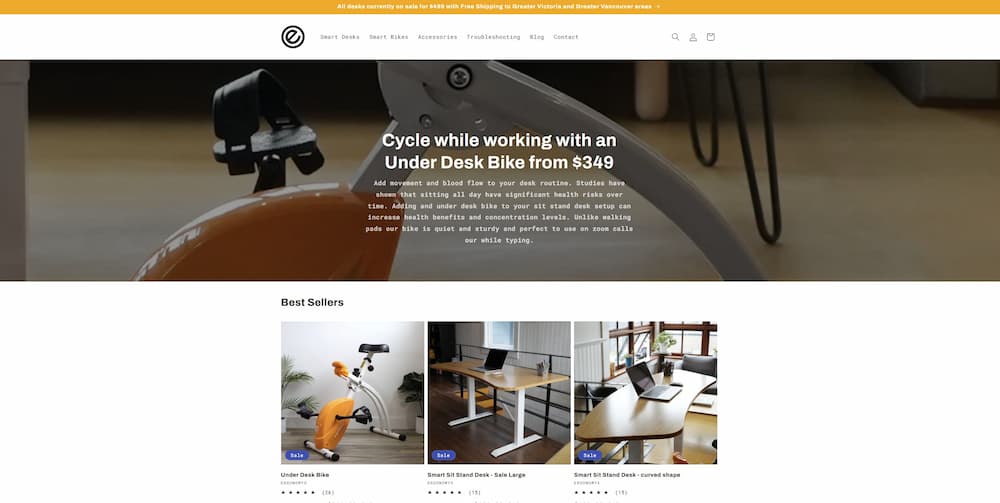 All desks currently on sale for $499 with Free Shipping to Greater Victoria and Greater Vancouver areas →
Smart Desks Smart Bikes Accessories Troubleshooting Blog Contact
Cycle while working with an
Under Desk Bike from $349
Add movement and blood flow to your desk routine. Studies have
shown that sitting all day have significant health risks over
time. Adding and under desk bike to your sit stand desk setup can
increase health benefits and concentration levels. Unlike walking
pads our bike is quiet and sturdy and perfect to use on zoom calls
our while typing.
Best Sellers
Sale Sale Sale
Under Desk Bike Smart Sit Stand Desk - Sale Large Smart Sit Stand Desk - curved shape
★ ★ ★ ★ ★ ★ ★ ★ ★ ★ (15) ★ ★ ★ ★ ★ (15)